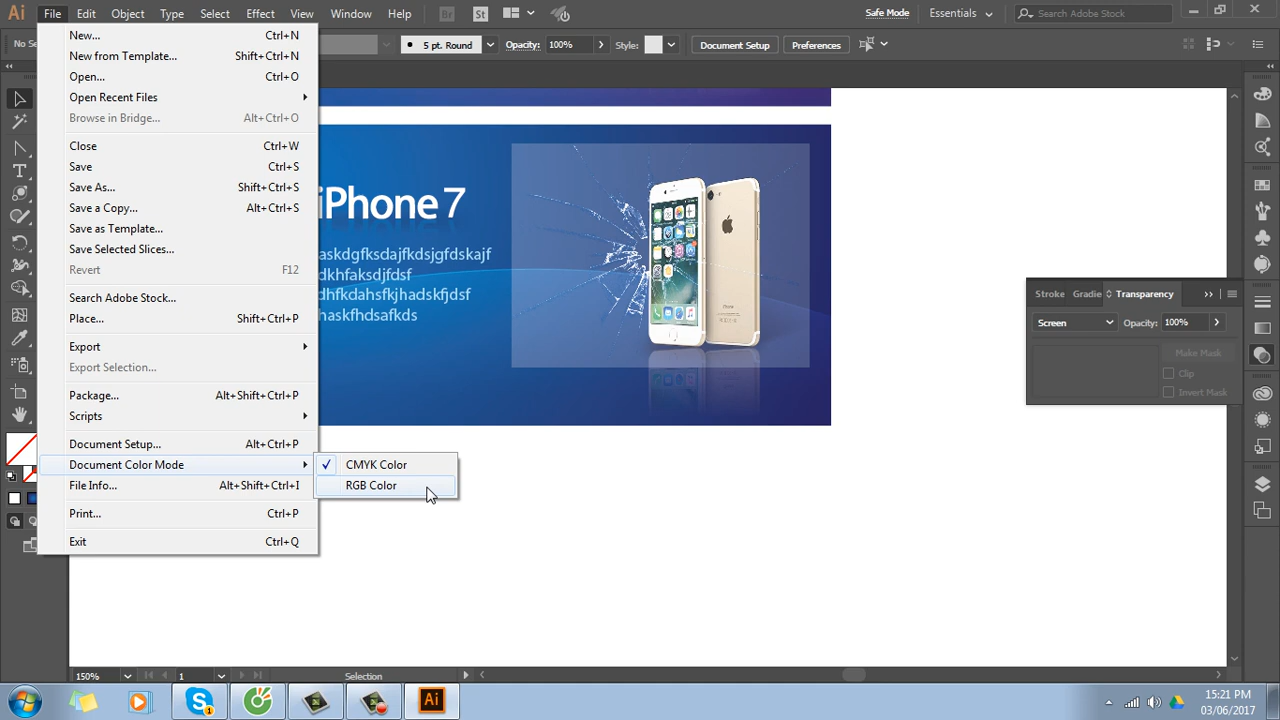 Ai File Edit Object Type Select Effect View Window Help Br St Safe Mode Essentials Search Adobe Stock
5 pt. Round Opacity: 100% Style: Document Setup Preferences
New... Ctrl+N
New from Template... Shift+Ctrl+N
Open... Ctrl+O
Open Recent Files
Browse in Bridge... Alt+Ctrl+O
Close Ctrl+W
Save Ctrl+S
Save As... Shift+Ctrl+S
Save a Copy... Alt+Ctrl+S
Save as Template...
Save Selected Slices...
Revert F12
Search Adobe Stock...
Place... Shift+Ctrl+P
Export
Export Selection...
Package... Alt+Shift+Ctrl+P
Scripts
Document Setup... Alt+Ctrl+P
Document Color Mode
File Info... Alt+Shift+Ctrl+I
Print... Ctrl+P
Exit Ctrl+Q
CMYK Color
RGB Color
iPhone 7
askdgfksdajfkdsjgfdskajf
dkhfaksdjfdsf
dhfkdahsfkjhadskfjdsf
haskfhdsafkds
Stroke Gradie Transparency
Screen Opacity: 100%
Make Mask
Clip
Invert Mask
150% 1 Selection
Ai
15:21 PM
03/06/2017